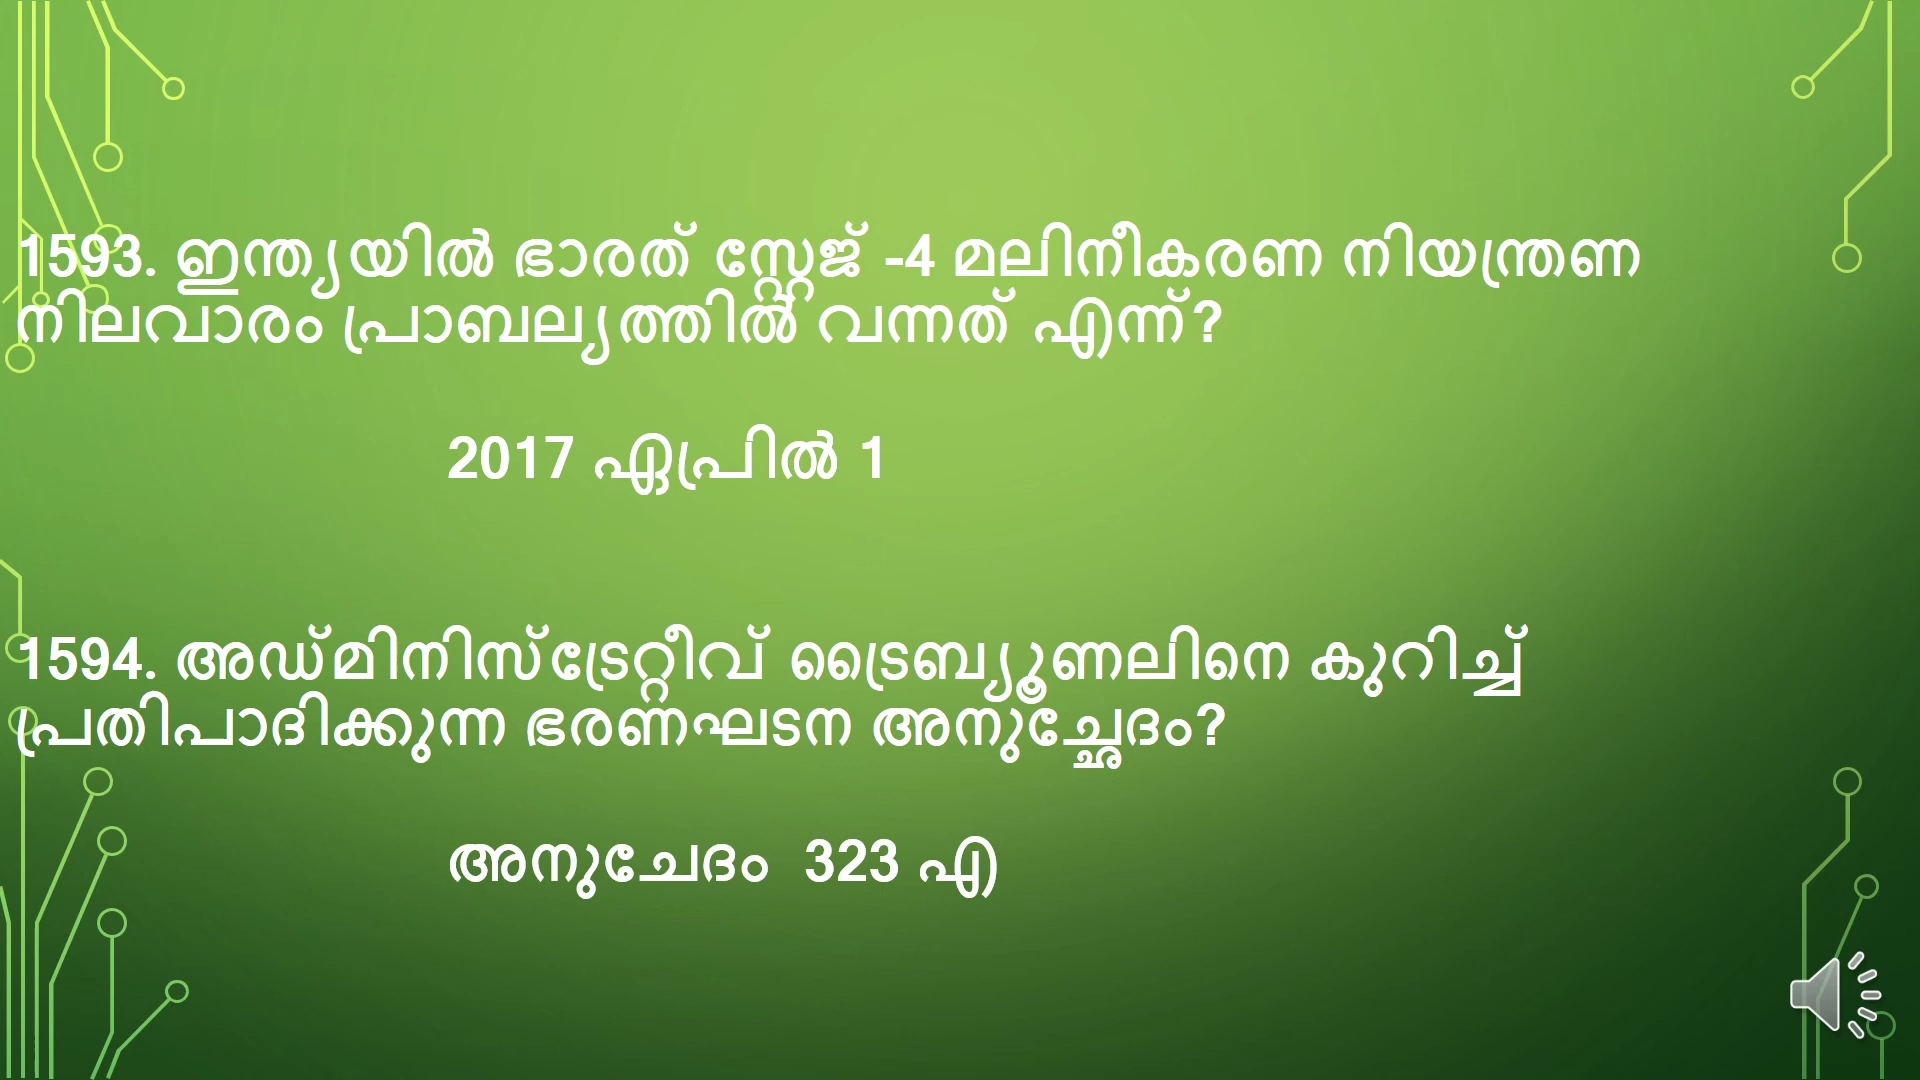 1593. ഇന്ത്യയിൽ ഭാരത് സ്റ്റേജ് -4 മലിനീകരണ നിയന്ത്രണ
നിലവാരം പ്രാബല്യത്തിൽ വന്നത് എന്ന്?
2017 ഏപ്രിൽ 1
1594. അഡ്മിനിസ്ട്രേറ്റീവ് ട്രൈബ്യൂണലിനെ കുറിച്ച്
പ്രതിപാദിക്കുന്ന ഭരണഘടന അനുച്ഛേദം?
അനുചേദം 323 എ